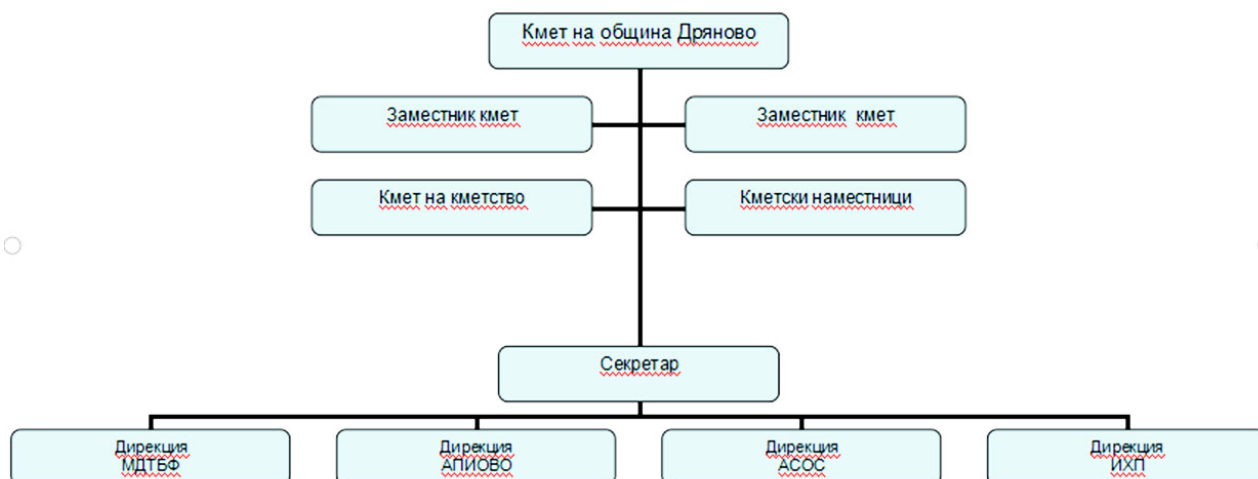 Кмет на община Дряново
Заместник кмет
Заместник кмет
Кмет на кметство
Кметски наместници
Секретар
Дирекция
МДТБФ
Дирекция
АПИОВО
Дирекция
АСОС
Дирекция
ИХП